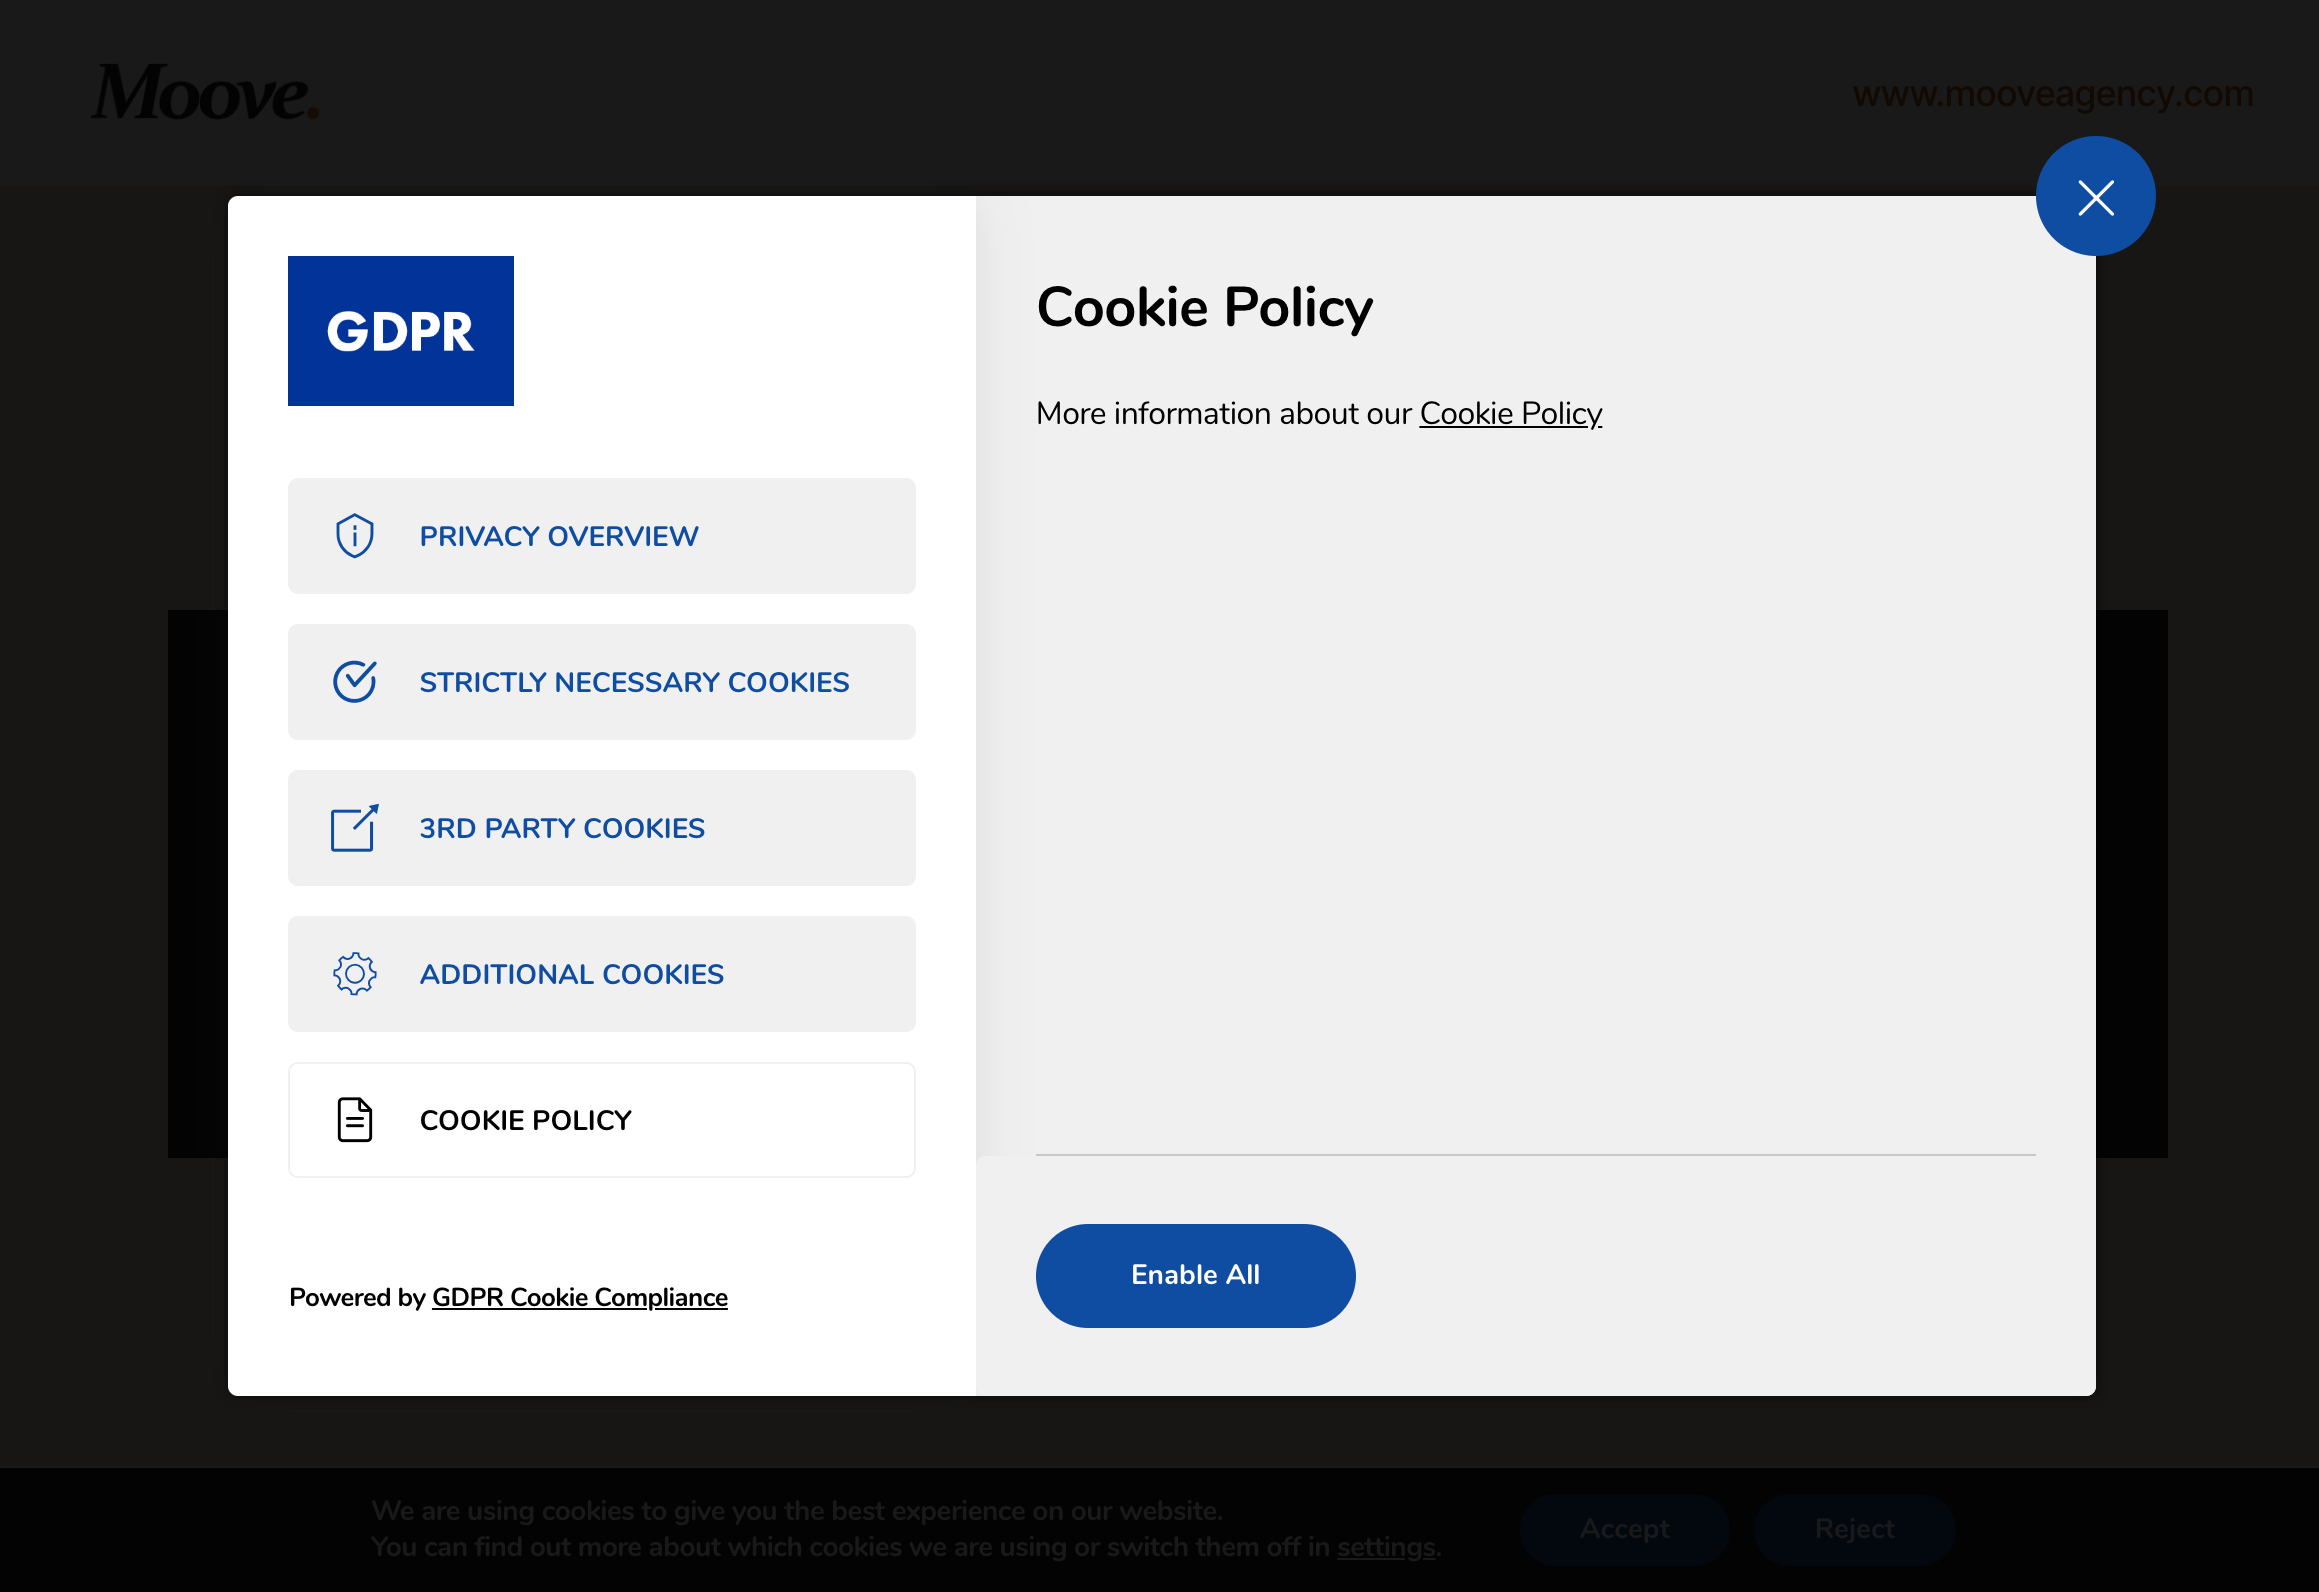 Moove.
www.mooveagency.com
GDPR
PRIVACY OVERVIEW
STRICTLY NECESSARY COOKIES
3RD PARTY COOKIES
ADDITIONAL COOKIES
COOKIE POLICY
Powered by GDPR Cookie Compliance
Cookie Policy
More information about our Cookie Policy
Enable All
We are using cookies to give you the best experience on our website.
You can find out more about which cookies we are using or switch them off in settings.
Accept
Reject